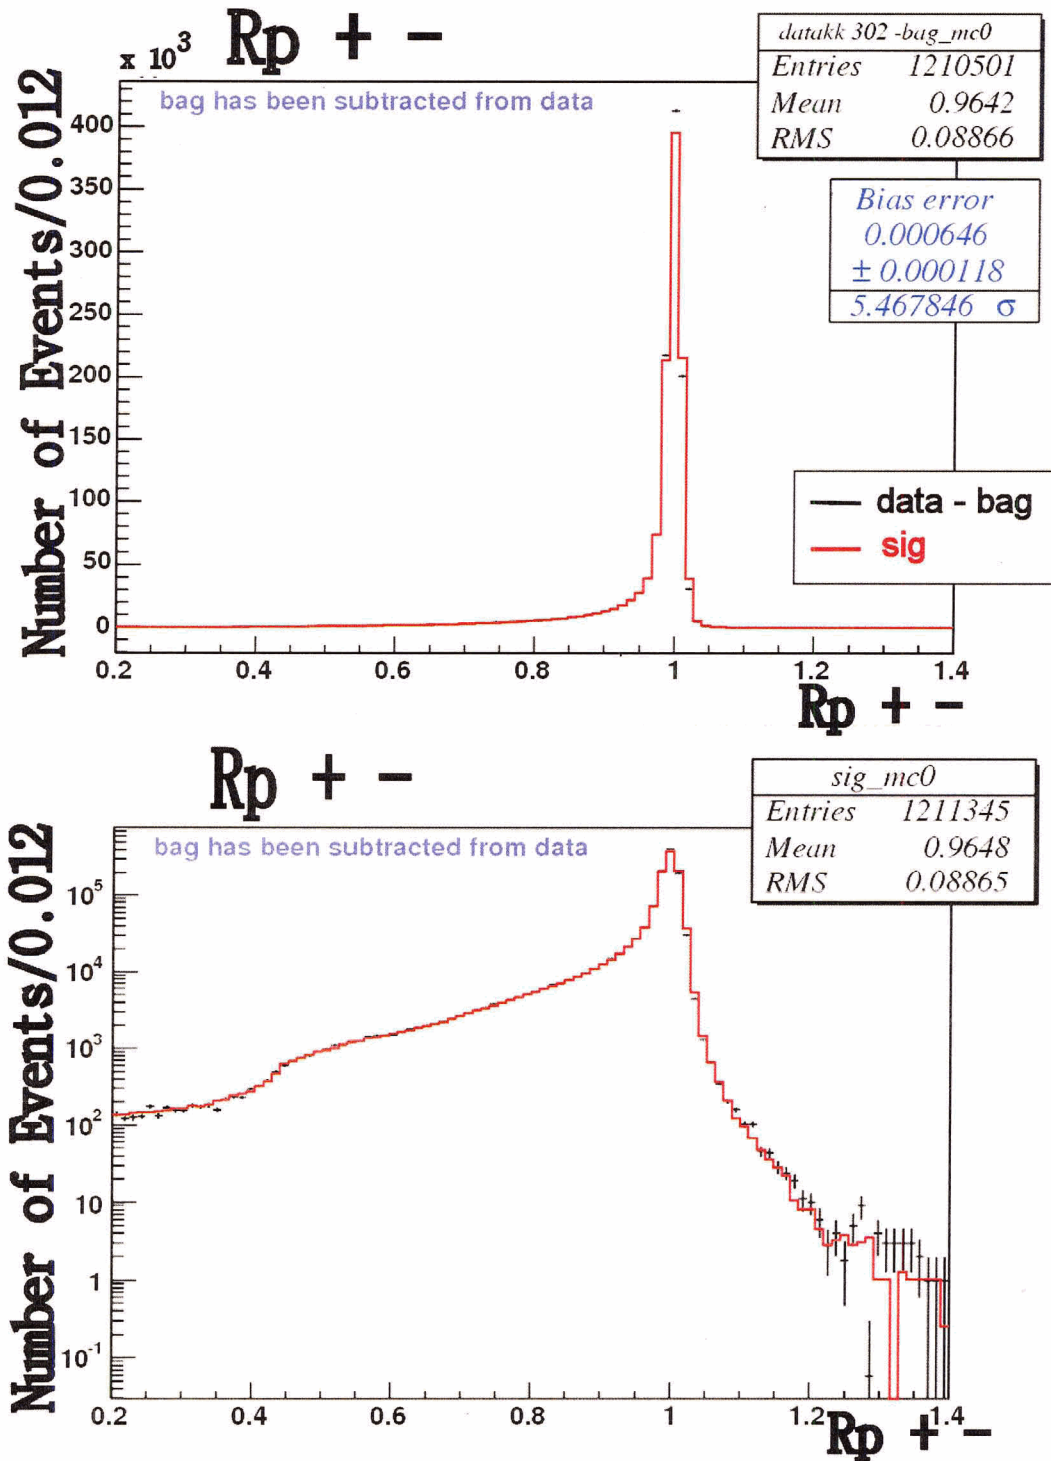 Rp + -
x 10³
bag has been subtracted from data
datakk 302 -bag_mc0
Entries 1210501
Mean 0.9642
RMS 0.08866
Bias error
0.000646
± 0.000118
5.467846 σ
data - bag
sig
Number of Events/0.012
400
350
300
250
200
150
100
50
0
0.2 0.4 0.6 0.8 1 1.2 1.4
Rp + -
Rp + -
bag has been subtracted from data
sig_mc0
Entries 1211345
Mean 0.9648
RMS 0.08865
Number of Events/0.012
10⁵
10⁴
10³
10²
10
1
10⁻¹
0.2 0.4 0.6 0.8 1 1.2 1.4
Rp + -